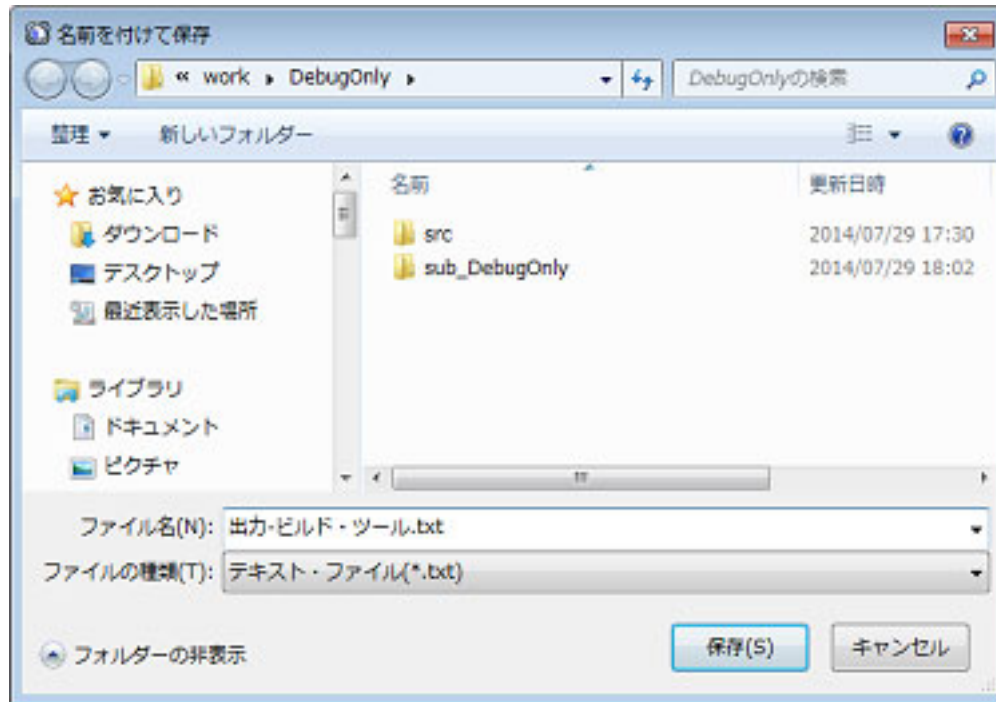 名前を付けて保存
« work ▸ DebugOnly ▸
DebugOnlyの検索
整理 ▼ 新しいフォルダー
お気に入り
ダウンロード
デスクトップ
最近表示した場所
ライブラリ
ドキュメント
ピクチャ
名前 更新日時
src 2014/07/29 17:30
sub_DebugOnly 2014/07/29 18:02
ファイル名(N): 出力-ビルド・ツール.txt
ファイルの種類(T): テキスト・ファイル(*.txt)
フォルダーの非表示
保存(S) キャンセル